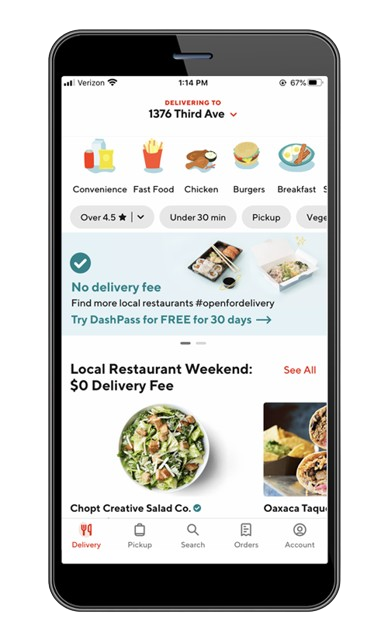 Verizon
1:14 PM
67%
DELIVERING TO
1376 Third Ave
Convenience
Fast Food
Chicken
Burgers
Breakfast
S
Over 4.5 ★
Under 30 min
Pickup
Vege
No delivery fee
Find more local restaurants #openfordelivery
Try DashPass for FREE for 30 days →
Local Restaurant Weekend:
$0 Delivery Fee
See All
Chopt Creative Salad Co.
Oaxaca Taque
Delivery
Pickup
Search
Orders
Account